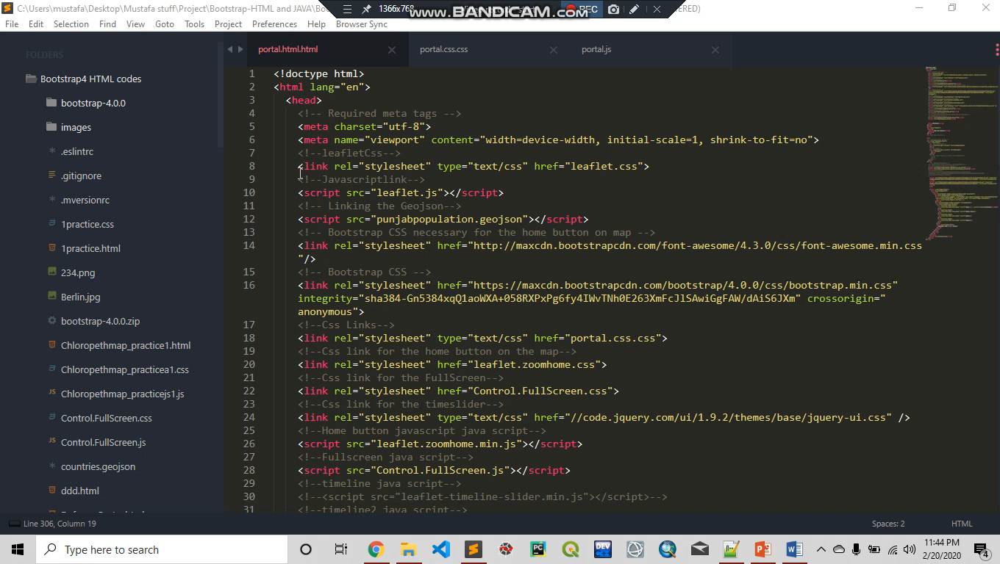 C:\Users\mustafa\Desktop\Mustafa stuff\Project\Bootstrap-HTML and JAVA\Boo
1366x768
www.BANDICAM.com
REC
ERED)
File Edit Selection Find View Goto Tools Project Preferences Help Browser Sync
FOLDERS
Bootstrap4 HTML codes
bootstrap-4.0.0
images
.eslintrc
.gitignore
.mversionrc
1practice.css
1practice.html
234.png
Berlin.jpg
bootstrap-4.0.0.zip
Chloropethmap_practice1.html
Chloropethmap_practicea1.css
Chloropethmap_practicejs1.js
Control.FullScreen.css
Control.FullScreen.js
countries.geojson
ddd.html
portal.html.html
portal.css.css
portal.js
1 <!doctype html>
2 <html lang="en">
3 <head>
4 <!-- Required meta tags -->
5 <meta charset="utf-8">
6 <meta name="viewport" content="width=device-width, initial-scale=1, shrink-to-fit=no">
7 <!--leafletCss-->
8 <link rel="stylesheet" type="text/css" href="leaflet.css">
9 <!--Javascriptlink-->
10 <script src="leaflet.js"></script>
11 <!-- Linking the Geojson-->
12 <script src="punjabpopulation.geojson"></script>
13 <!-- Bootstrap CSS necessary for the home button on map -->
14 <link rel="stylesheet" href="http://maxcdn.bootstrapcdn.com/font-awesome/4.3.0/css/font-awesome.min.css
"/>
15 <!-- Bootstrap CSS -->
16 <link rel="stylesheet" href="https://maxcdn.bootstrapcdn.com/bootstrap/4.0.0/css/bootstrap.min.css"
integrity="sha384-Gn5384xqQ1aoWXA+058RXPxPg6fy4IWvTNh0E263XmFcJlSAwiGgFAW/dAiS6JXm" crossorigin="
anonymous">
17 <!--Css Links-->
18 <link rel="stylesheet" type="text/css" href="portal.css.css">
19 <!--Css link for the home button on the map-->
20 <link rel="stylesheet" href="leaflet.zoomhome.css">
21 <!--Css link for the FullScreen-->
22 <link rel="stylesheet" href="Control.FullScreen.css">
23 <!--Css link for the timeslider-->
24 <link rel="stylesheet" type="text/css" href="//code.jquery.com/ui/1.9.2/themes/base/jquery-ui.css" />
25 <!--Home button javascript java script-->
26 <script src="leaflet.zoomhome.min.js"></script>
27 <!--Fullscreen java script-->
28 <script src="Control.FullScreen.js"></script>
29 <!--timeline java script-->
30 <!--<script src="leaflet-timeline-slider.min.js"></script>-->
31 <!--timeline2 java script-->
Line 306, Column 19
Spaces: 2
HTML
Type here to search
11:44 PM
2/20/2020
4